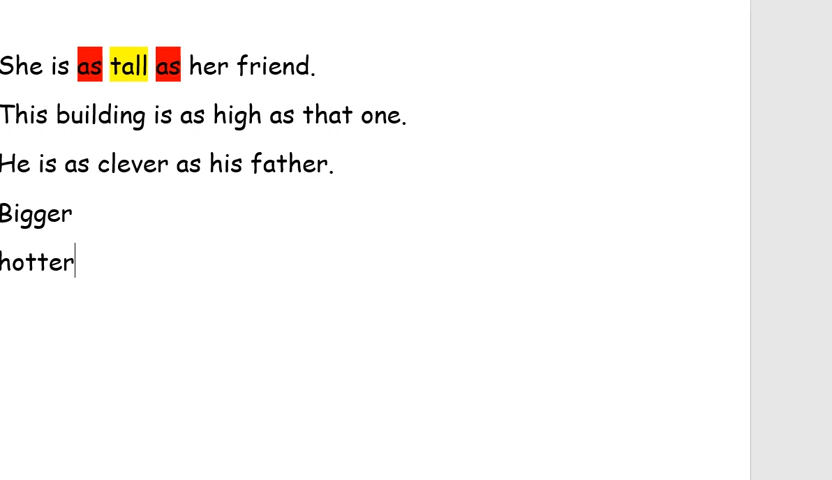 She is as tall as her friend.
This building is as high as that one.
He is as clever as his father.
Bigger
hotter